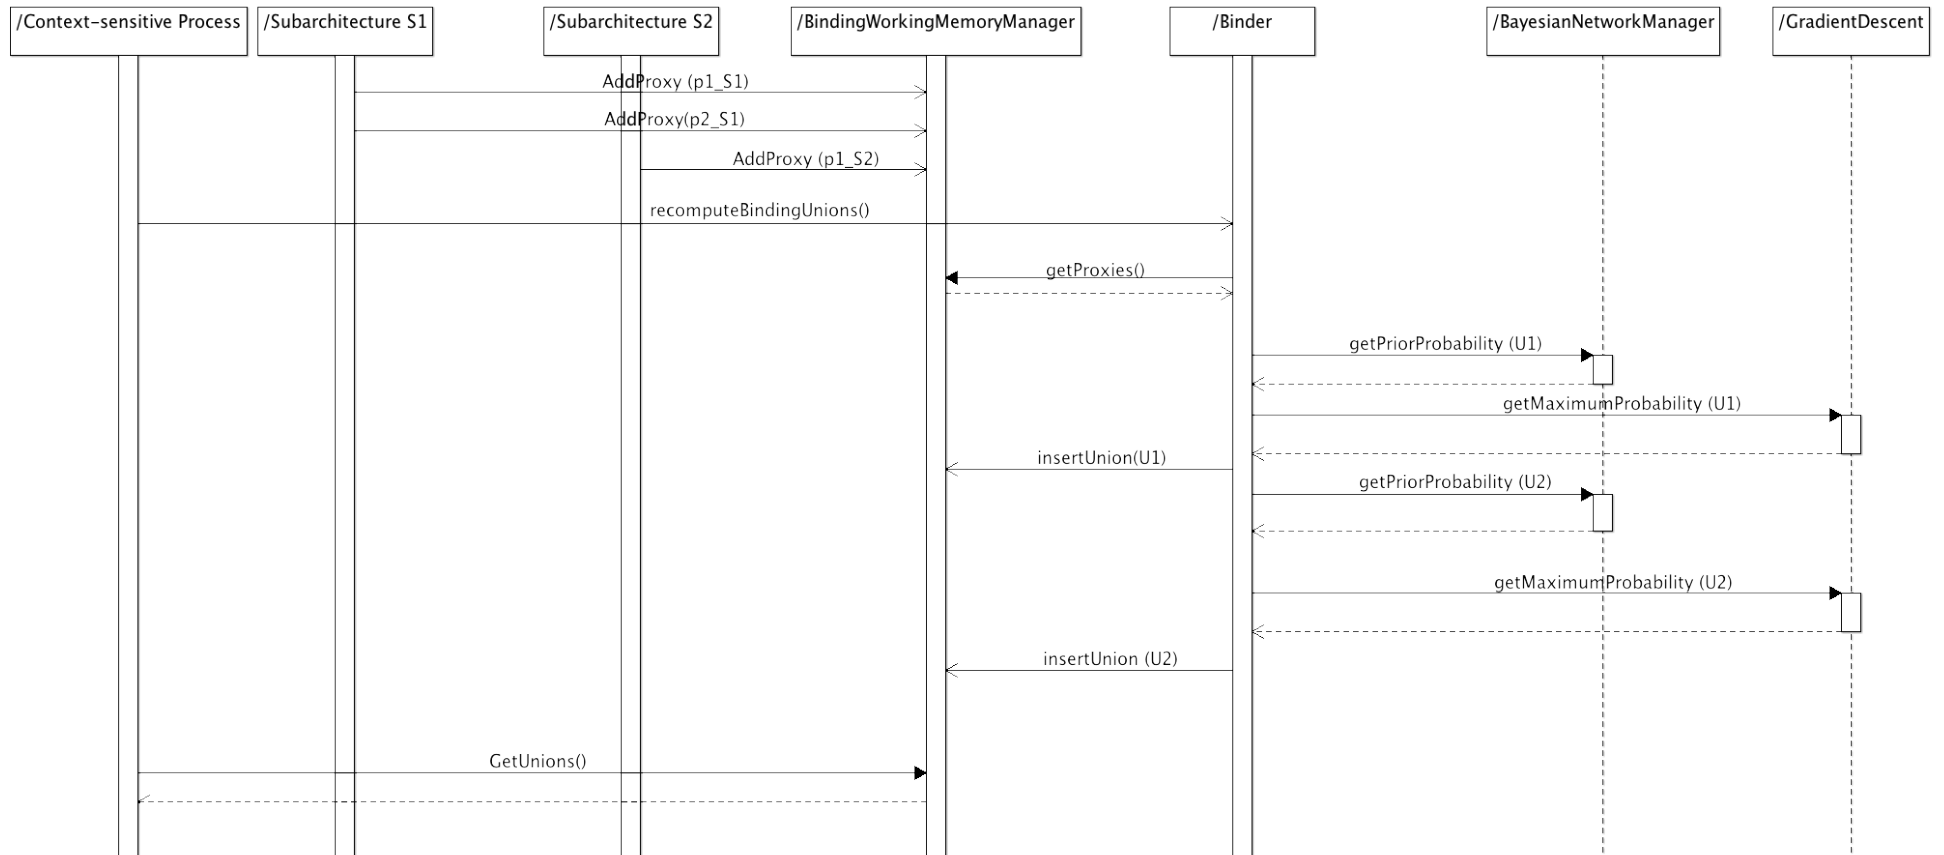 /Context-sensitive Process
/Subarchitecture S1
/Subarchitecture S2
/BindingWorkingMemoryManager
/Binder
/BayesianNetworkManager
/GradientDescent
AddProxy (p1_S1)
AddProxy(p2_S1)
AddProxy (p1_S2)
recomputeBindingUnions()
getProxies()
getPriorProbability (U1)
getMaximumProbability (U1)
insertUnion(U1)
getPriorProbability (U2)
getMaximumProbability (U2)
insertUnion (U2)
GetUnions()